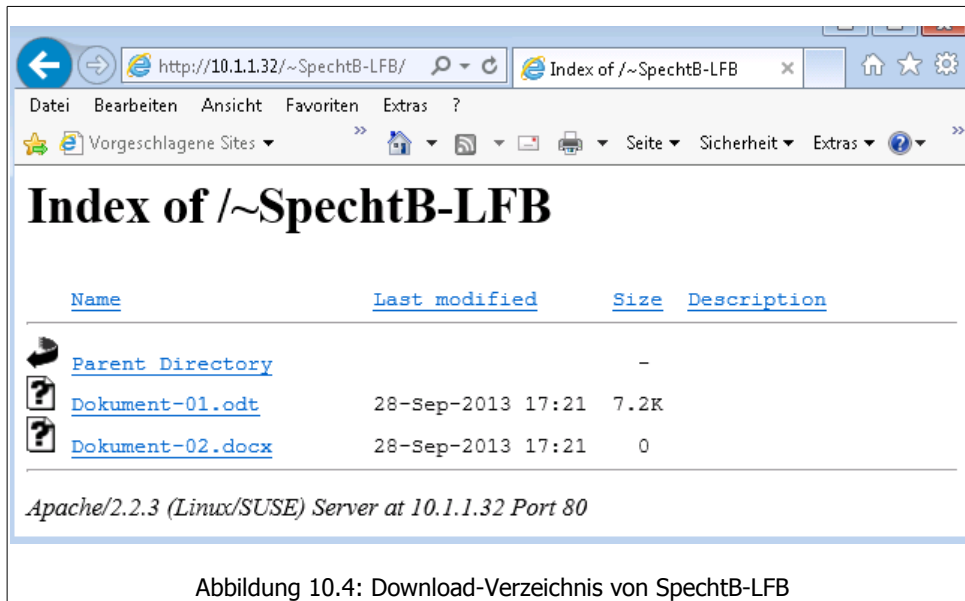 http://10.1.1.32/~SpechtB-LFB/ Index of /~SpechtB-LFB
Datei Bearbeiten Ansicht Favoriten Extras ?
Vorgeschlagene Sites Seite Sicherheit Extras
Index of /~SpechtB-LFB
Name Last modified Size Description
Parent Directory -
Dokument-01.odt 28-Sep-2013 17:21 7.2K
Dokument-02.docx 28-Sep-2013 17:21 0
Apache/2.2.3 (Linux/SUSE) Server at 10.1.1.32 Port 80
Abbildung 10.4: Download-Verzeichnis von SpechtB-LFB